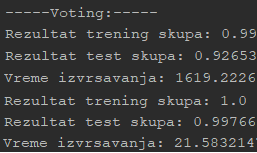 -----Voting:-----
Rezultat trening skupa: 0.99
Rezultat test skupa: 0.92653
Vreme izvrsavanja: 1619.2226
Rezultat trening skupa: 1.0
Rezultat test skupa: 0.99766
Vreme izvrsavanja: 21.5832147